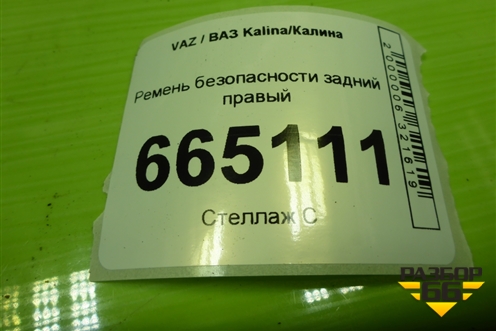 VAZ / ВАЗ Kalina/Калина
Ремень безопасности задний
правый
665111
Стеллаж С
2000006321619
РАЗБОР
66